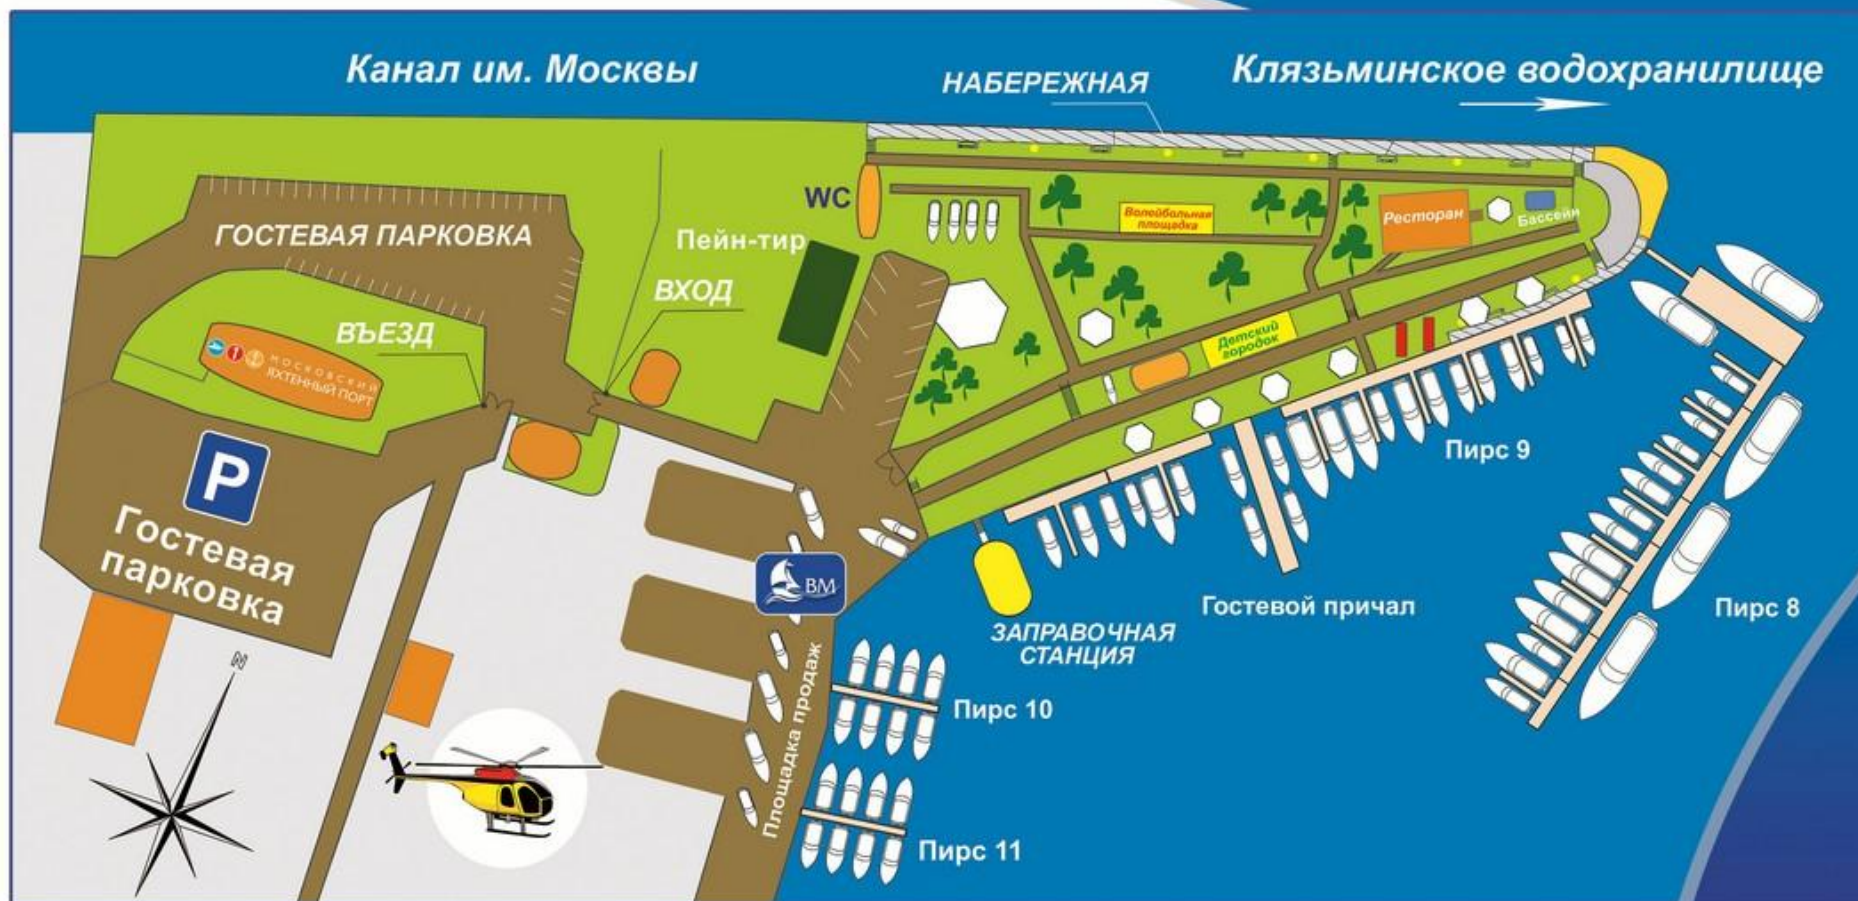 Канал им. Москвы
НАБЕРЕЖНАЯ
Клязьминское водохранилище
WC
Волейбольная
площадка
Ресторан
Бассейн
ГОСТЕВАЯ ПАРКОВКА
Пейн-тир
ВХОД
ВЪЕЗД
МОСКОВСКИЙ
ЯХТЕННЫЙ ПОРТ
Детский
городок
P
Гостевая
парковка
Пирс 9
ВМ
Гостевой причал
Пирс 8
ЗАПРАВОЧНАЯ
СТАНЦИЯ
N
Площадка продаж
Пирс 10
Пирс 11